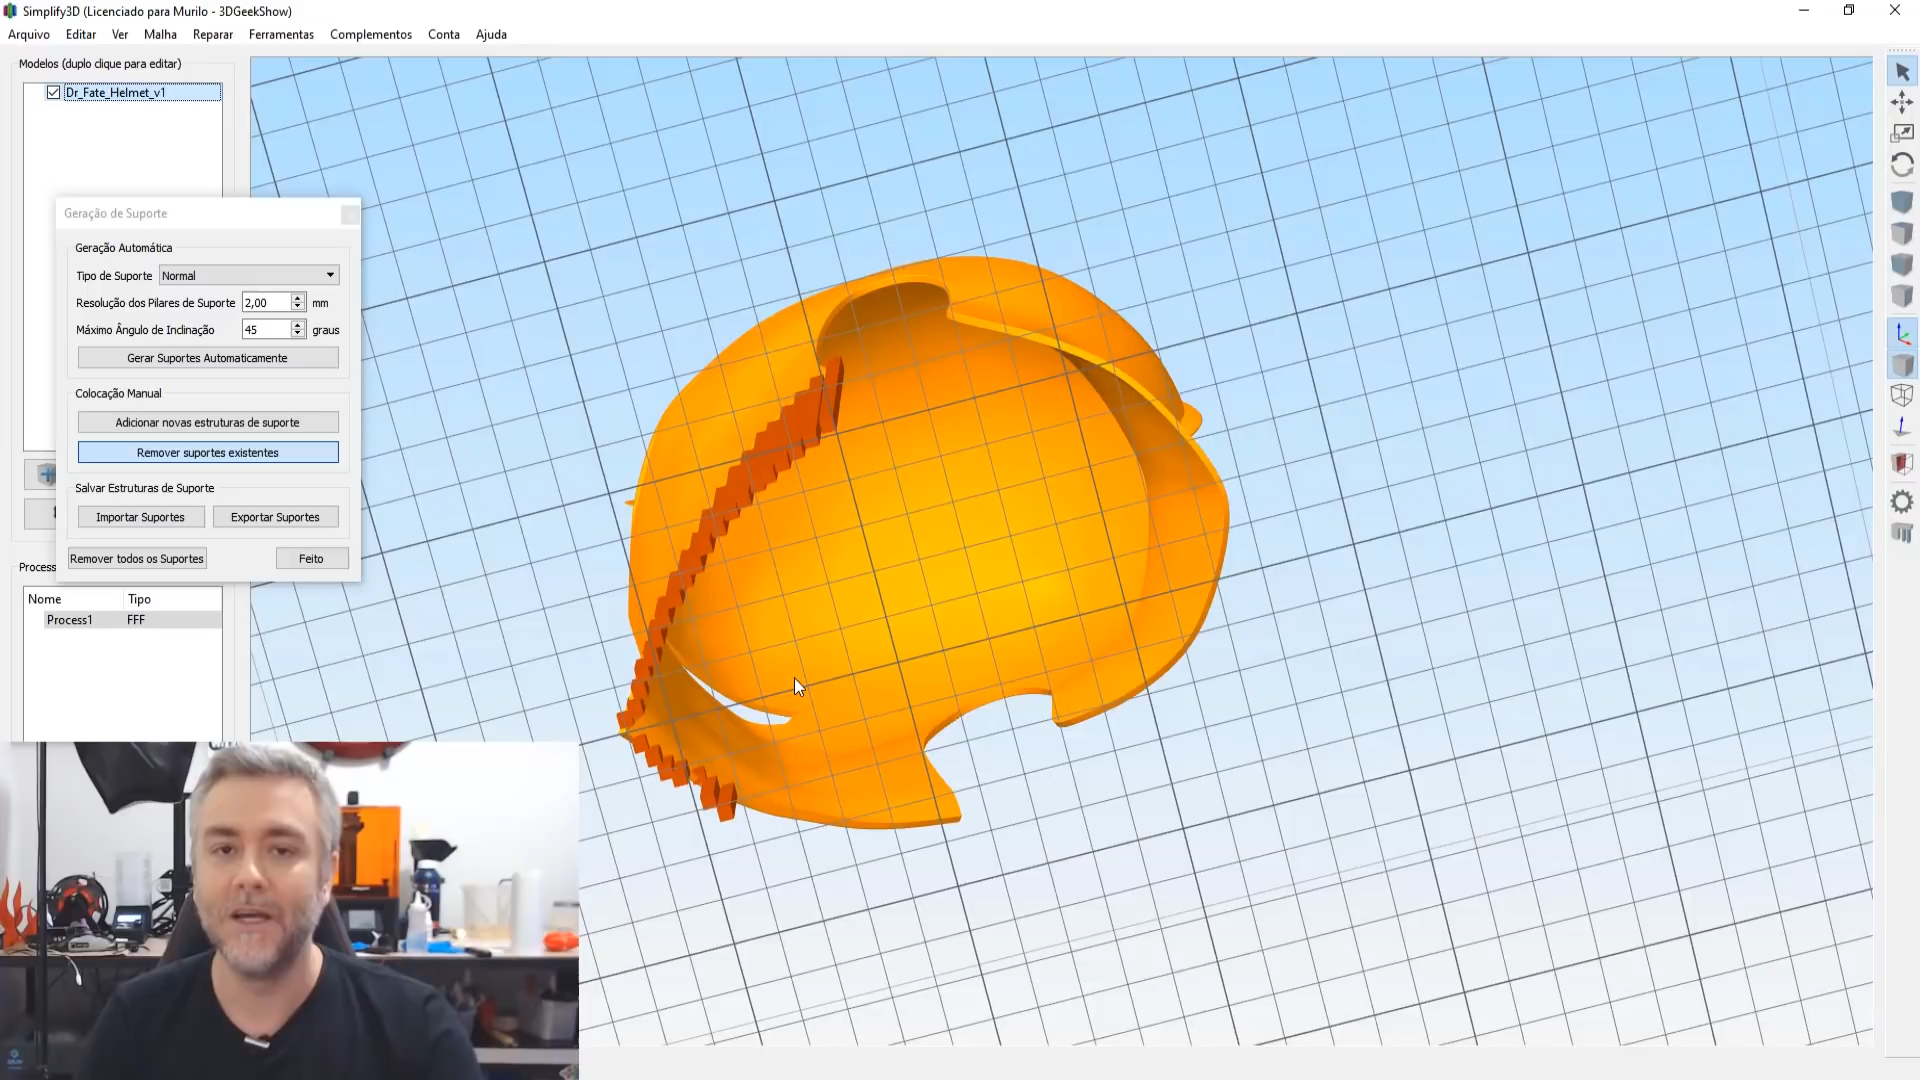 Simplify3D (Licenciado para Murilo - 3DGeekShow)
Arquivo Editar Ver Malha Reparar Ferramentas Complementos Conta Ajuda
Modelos (duplo clique para editar)
Dr_Fate_Helmet_v1
Geração de Suporte
Geração Automática
Tipo de Suporte Normal
Resolução dos Pilares de Suporte 2,00 mm
Máximo Ângulo de Inclinação 45 graus
Gerar Suportes Automaticamente
Colocação Manual
Adicionar novas estruturas de suporte
Remover suportes existentes
Salvar Estruturas de Suporte
Importar Suportes Exportar Suportes
Remover todos os Suportes Feito
Process
Nome Tipo
Process1 FFF